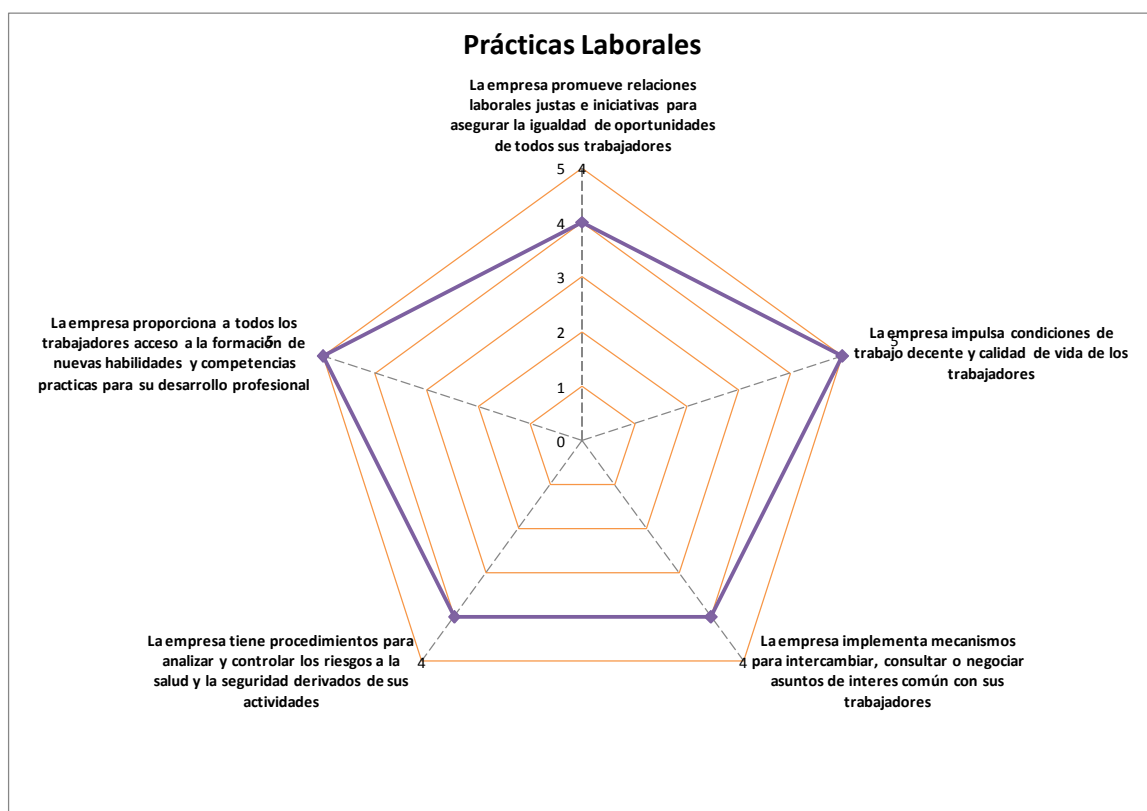 Prácticas Laborales
La empresa promueve relaciones
laborales justas e iniciativas para
asegurar la igualdad de oportunidades
de todos sus trabajadores
5 4
4
3
2
1
0
La empresa impulsa condiciones de
trabajo decente y calidad de vida de los
trabajadores
5
La empresa implementa mecanismos
para intercambiar, consultar o negociar
asuntos de interes común con sus
trabajadores
4
La empresa tiene procedimientos para
analizar y controlar los riesgos a la
salud y la seguridad derivados de sus
actividades
4
La empresa proporciona a todos los
trabajadores acceso a la formación de
nuevas habilidades y competencias
practicas para su desarrollo profesional
5